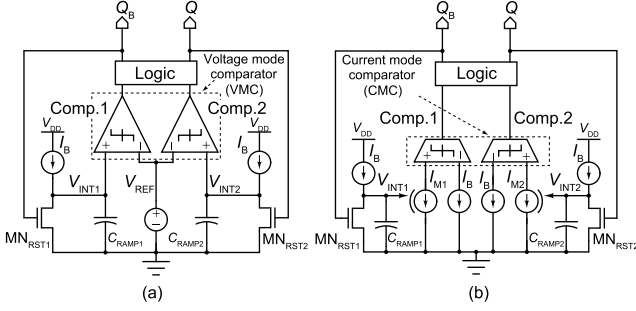 Q_B Q
Logic
Voltage mode comparator (VMC)
Comp.1 Comp.2
V_DD V_DD
I_B I_B
+ − − +
V_INT1 V_REF V_INT2
MN_RST1 C_RAMP1 + − C_RAMP2 MN_RST2
(a)
Q_B Q
Logic
Current mode comparator (CMC)
Comp.1 Comp.2
V_DD V_DD
I_B I_B
+ − − +
V_INT1 I_M1 I_B I_B I_M2 V_INT2
MN_RST1 C_RAMP1 C_RAMP2 MN_RST2
(b)